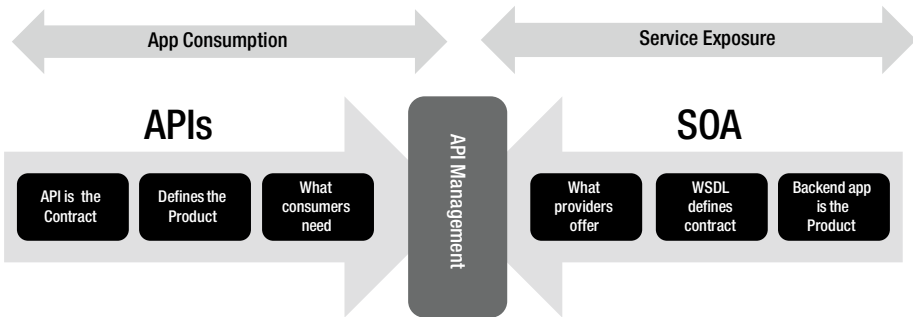 App Consumption
Service Exposure
APIs
SOA
API is the
Contract
Defines the
Product
What
consumers
need
API Management
What
providers
offer
WSDL
defines
contract
Backend app
is the
Product